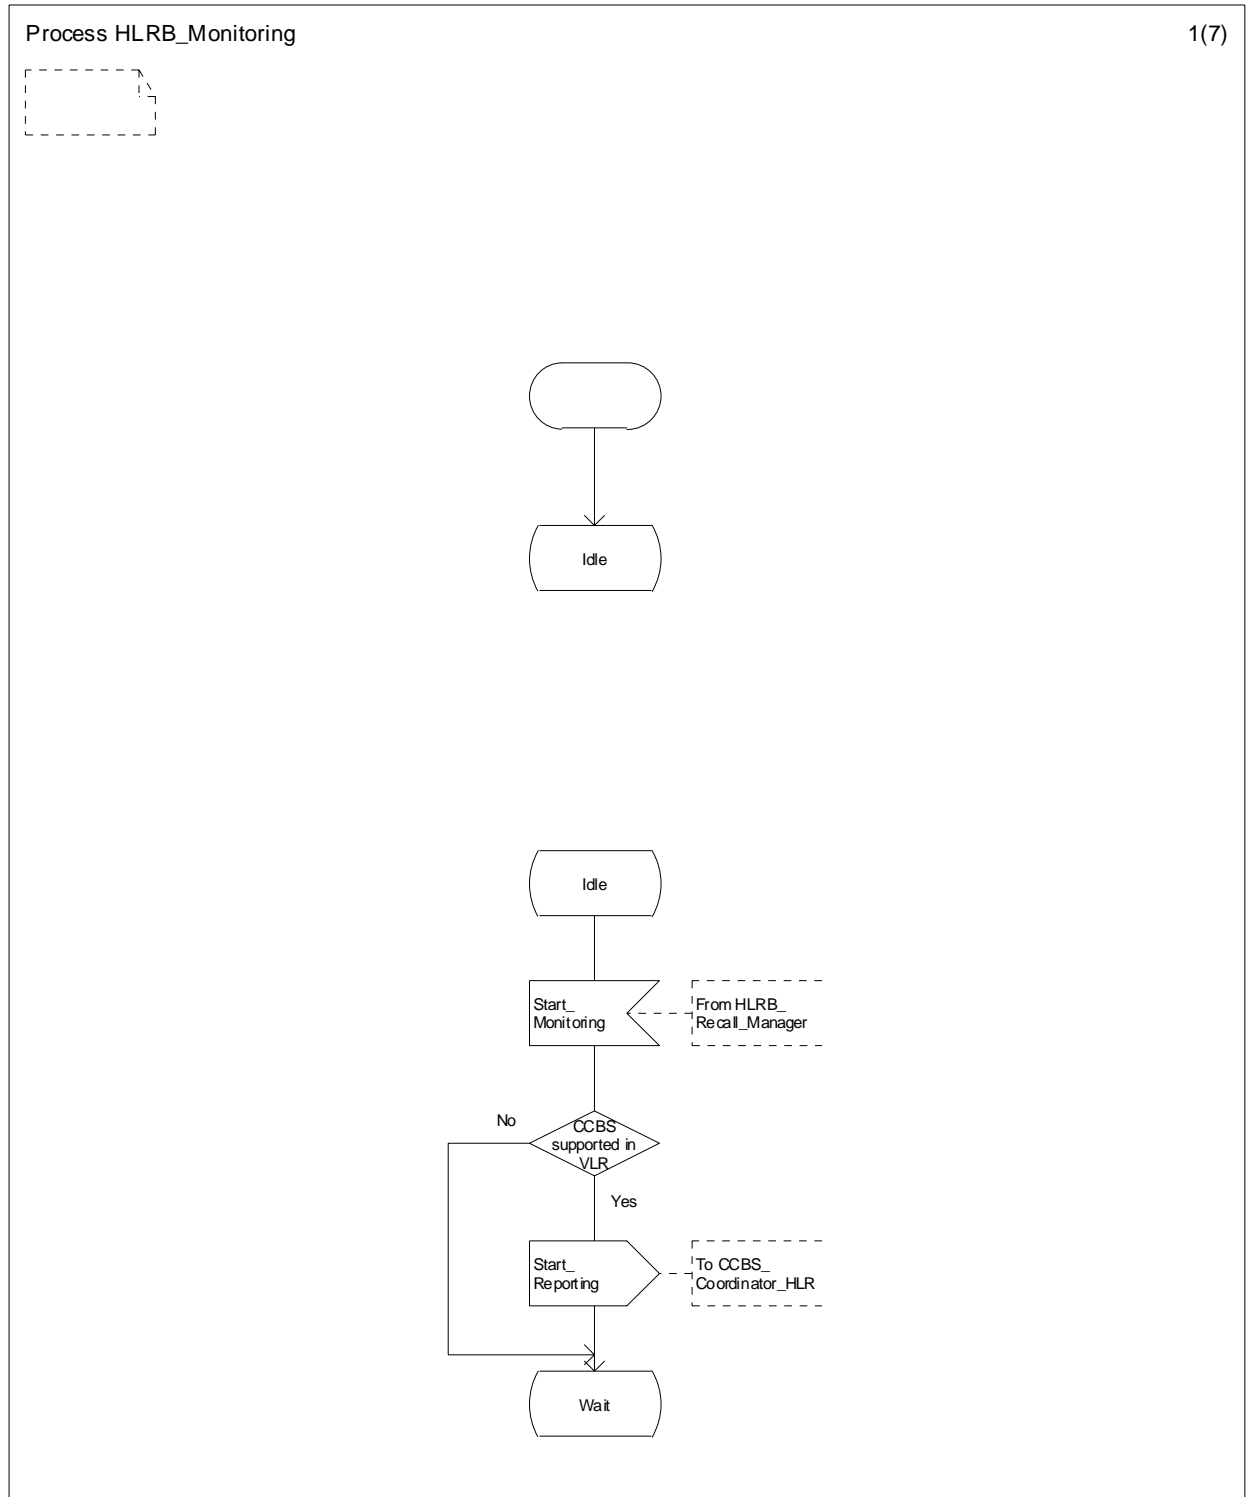 Process HLRB_Monitoring
1(7)
Idle
Idle
Start_
Monitoring
From HLRB_
Recall_Manager
No
CCBS
supported in
VLR
Yes
Start_
Reporting
To CCBS_
Coordinator_HLR
Wait